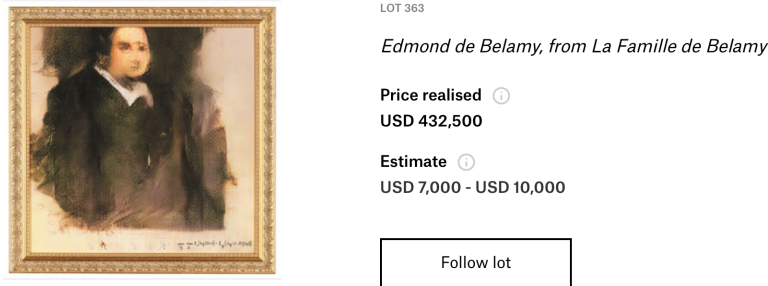 LOT 363
Edmond de Belamy, from La Famille de Belamy
Price realised
USD 432,500
Estimate
USD 7,000 - USD 10,000
Follow lot